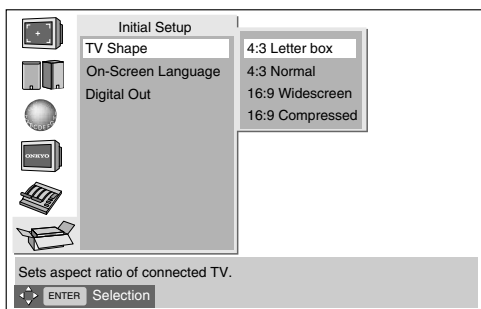 Initial Setup
TV Shape
On-Screen Language
Digital Out
4:3 Letter box
4:3 Normal
16:9 Widescreen
16:9 Compressed
ONKYO
Sets aspect ratio of connected TV.
ENTER Selection